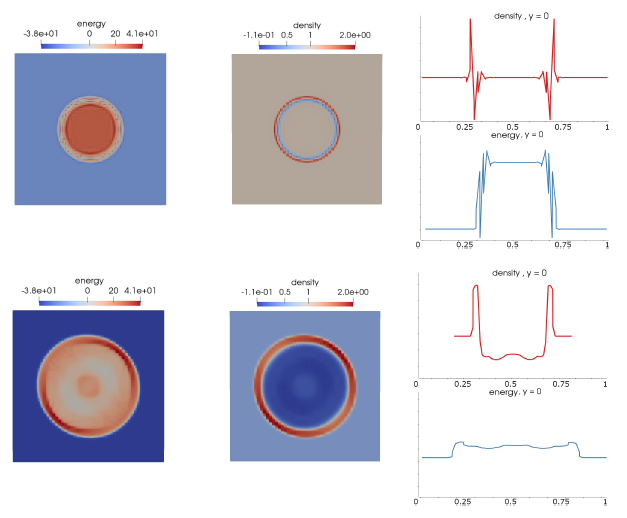 energy
-3.8e+01 0 20 4.1e+01
density
-1.1e-01 0.5 1 2.0e+00
density , y = 0
0.25 0.5 0.75 1
energy, y = 0
0 0.25 0.5 0.75 1
energy
-3.8e+01 0 20 4.1e+01
density
-1.1e-01 0.5 1 2.0e+00
density, y = 0
0.25 0.5 0.75 1
energy, y = 0
0 0.25 0.5 0.75 1